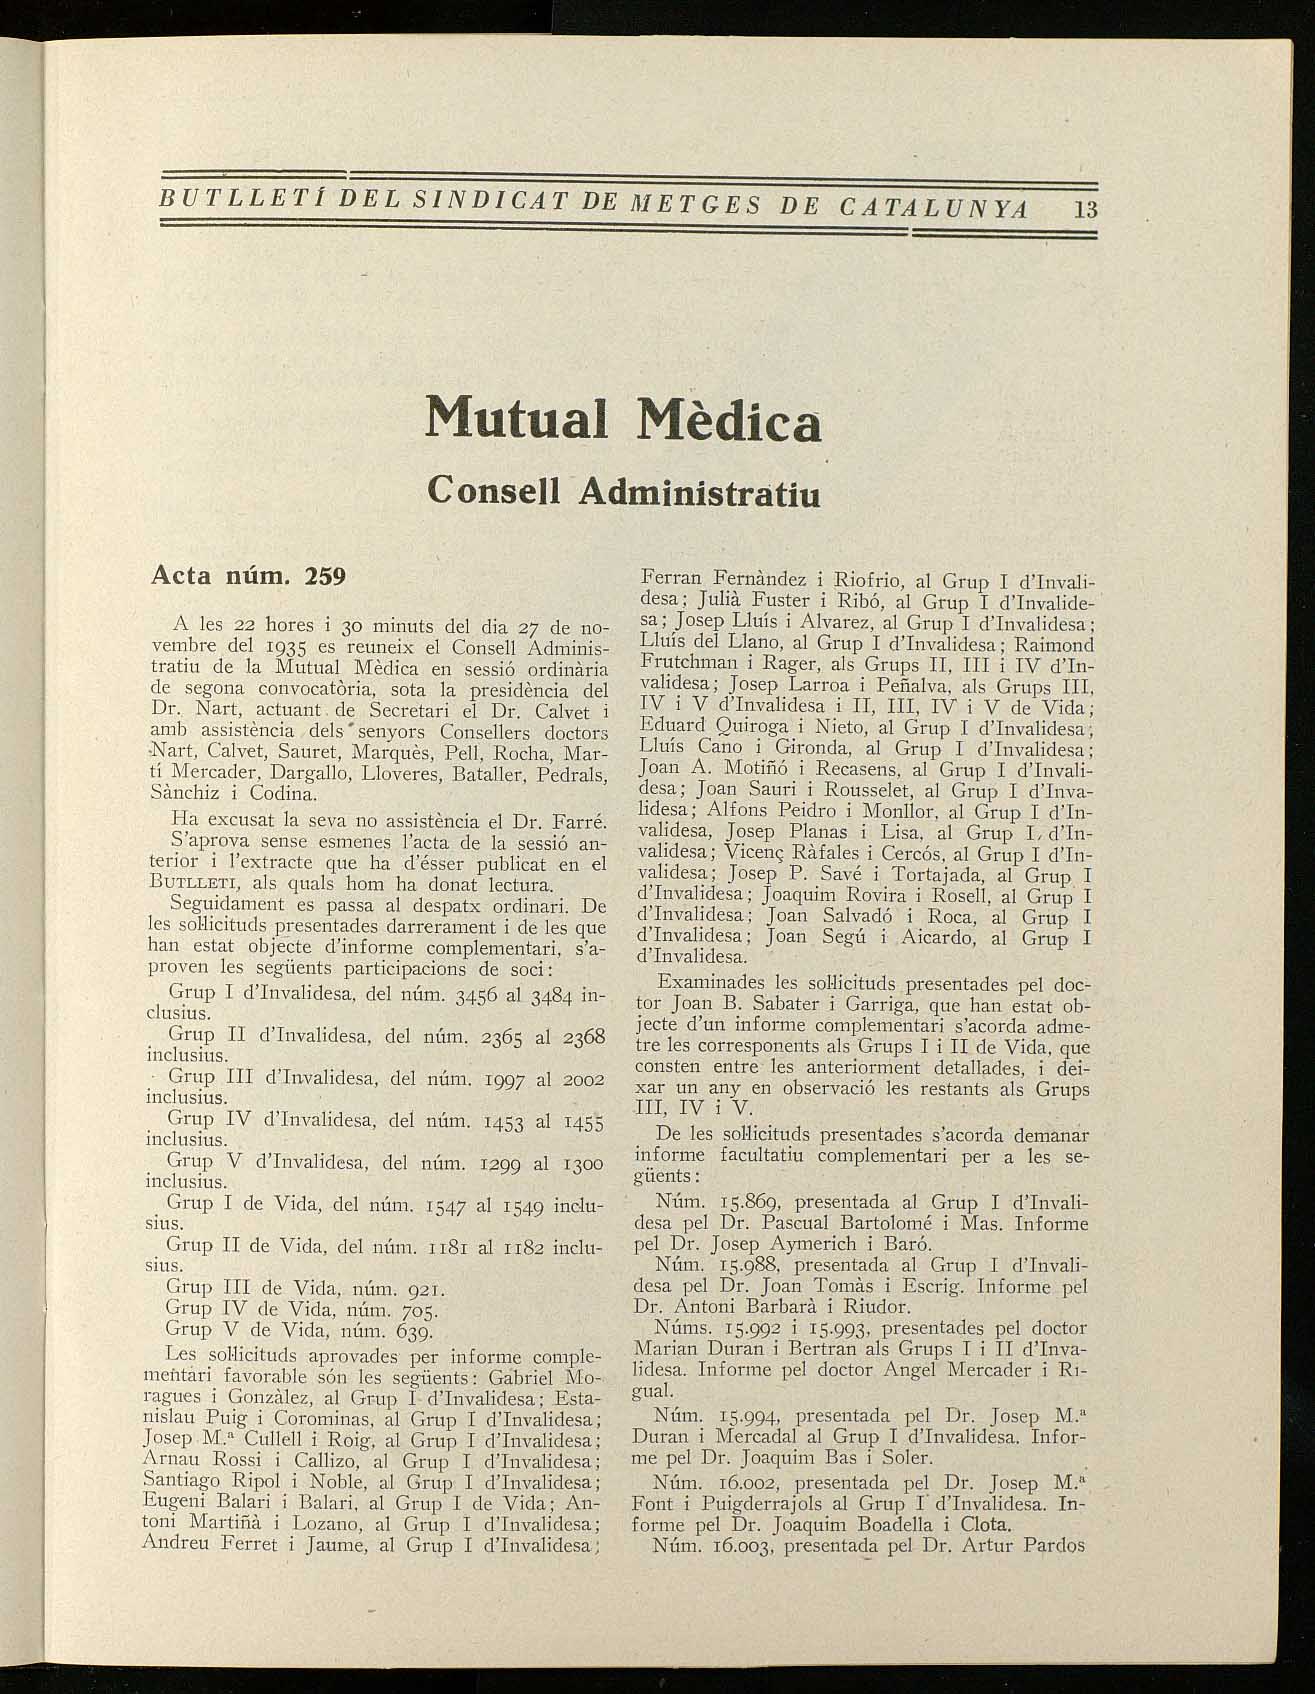 BUTLLETÍ DEL SINDICAT DE METGES DE CATALUNYA 13
Mutual Mèdica
Consell Administratiu
Acta núm. 259
A les 22 hores i 30 minuts del dia 27 de no-
vembre del 1935 es reuneix el Consell Adminis-
tratiu de la Mutual Mèdica en sessió ordinària
de segona convocatòria, sota la presidència del
Dr. Nart, actuant de Secretari el Dr. Calvet i
amb assistència dels senyors Consellers doctors
Nart, Calvet, Sauret, Marquès, Pell, Rocha, Mar-
tí Mercader, Dargallo, Lloveres, Bataller, Pedrals,
Sànchiz i Codina.
Ha excusat la seva no assistència el Dr. Farré.
S'aprova sense esmenes l'acta de la sessió an-
terior i l'extracte que ha d'ésser publicat en el
BUTLLETI, als quals hom ha donat lectura.
Seguidament es passa al despatx ordinari. De
les sol·licituds presentades darrerament i de les que
han estat objecte d'informe complementari, s'a-
proven les següents participacions de soci:
Grup I d'Invalidesa, del núm. 3456 al 3484 in-
clusius.
Grup II d'Invalidesa, del núm. 2365 al 2368
inclusius.
Grup III d'Invalidesa, del núm. 1997 al 2002
inclusius.
Grup IV d'Invalidesa, del núm. 1453 al 1455
inclusius.
Grup V d'Invalidesa, del núm. 1299 al 1300
inclusius.
Grup I de Vida, del núm. 1547 al 1549 inclu-
sius.
Grup II de Vida, del núm. 1181 al 1182 inclu-
sius.
Grup III de Vida, núm. 921.
Grup IV de Vida, núm. 705.
Grup V de Vida, núm. 639.
Les sol·licituds aprovades per informe comple-
mentari favorable són les següents: Gabriel Mo-
ragues i Gonzàlez, al Grup I d'Invalidesa; Esta-
nislau Puig i Corominas, al Grup I d'Invalidesa;
Josep M.ª Cullell i Roig, al Grup I d'Invalidesa;
Arnau Rossi i Callizo, al Grup I d'Invalidesa;
Santiago Ripol i Noble, al Grup I d'Invalidesa;
Eugeni Balari i Balari, al Grup I de Vida; An-
toni Martiñà i Lozano, al Grup I d'Invalidesa;
Andreu Ferret i Jaume, al Grup I d'Invalidesa;
Ferran Fernàndez i Riofrio, al Grup I d'Invali-
desa; Julià Fuster i Ribó, al Grup I d'Invalide-
sa; Josep Lluís i Alvarez, al Grup I d'Invalidesa;
Lluís del Llano, al Grup I d'Invalidesa; Raimond
Frutchman i Rager, als Grups II, III i IV d'In-
validesa; Josep Larroa i Peñalva, als Grups III,
IV i V d'Invalidesa i II, III, IV i V de Vida;
Eduard Quiroga i Nieto, al Grup I d'Invalidesa;
Lluís Cano i Gironda, al Grup I d'Invalidesa;
Joan A. Motiñó i Recasens, al Grup I d'Invali-
desa; Joan Sauri i Rousselet, al Grup I d'Inva-
lidesa; Alfons Peidro i Monllor, al Grup I d'In-
validesa, Josep Planas i Lisa, al Grup I, d'In-
validesa; Vicenç Ràfales i Cercós, al Grup I d'In-
validesa; Josep P. Savé i Tortajada, al Grup I
d'Invalidesa; Joaquim Rovira i Rosell, al Grup I
d'Invalidesa; Joan Salvadó i Roca, al Grup I
d'Invalidesa; Joan Segú i Aicardo, al Grup I
d'Invalidesa.
Examinades les sol·licituds presentades pel doc-
tor Joan B. Sabater i Garriga, que han estat ob-
jecte d'un informe complementari s'acorda adme-
tre les corresponents als Grups I i II de Vida, que
consten entre les anteriorment detallades, i dei-
xar un any en observació les restants als Grups
III, IV i V.
De les sol·licituds presentades s'acorda demanar
informe facultatiu complementari per a les se-
güents:
Núm. 15.869, presentada al Grup I d'Invali-
desa pel Dr. Pascual Bartolomé i Mas. Informe
pel Dr. Josep Aymerich i Baró.
Núm. 15.988, presentada al Grup I d'Invali-
desa pel Dr. Joan Tomàs i Escrig. Informe pel
Dr. Antoni Barbarà i Riudor.
Núms. 15.992 i 15.993, presentades pel doctor
Marian Duran i Bertran als Grups I i II d'Inva-
lidesa. Informe pel doctor Angel Mercader i Ri-
gual.
Núm. 15.994, presentada pel Dr. Josep M.ª
Duran i Mercadal al Grup I d'Invalidesa. Infor-
me pel Dr. Joaquim Bas i Soler.
Núm. 16.002, presentada pel Dr. Josep M.ª
Font i Puigderrajols al Grup I d'Invalidesa. In-
forme pel Dr. Joaquim Boadella i Clota.
Núm. 16.003, presentada pel Dr. Artur Pardos